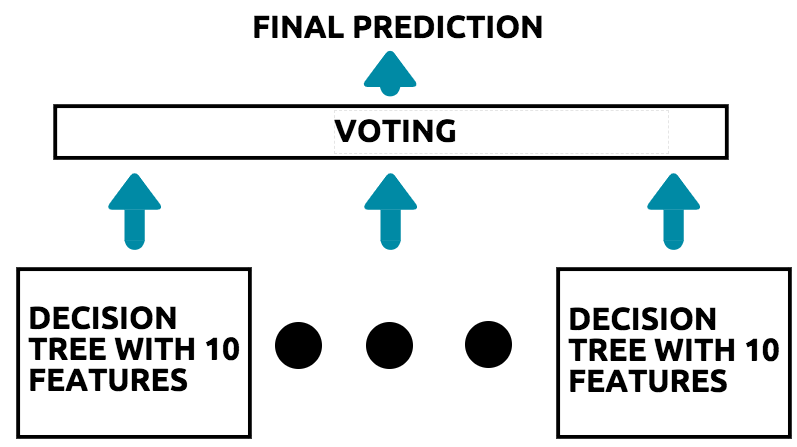 FINAL PREDICTION
VOTING
DECISION
TREE WITH 10
FEATURES
DECISION
TREE WITH 10
FEATURES